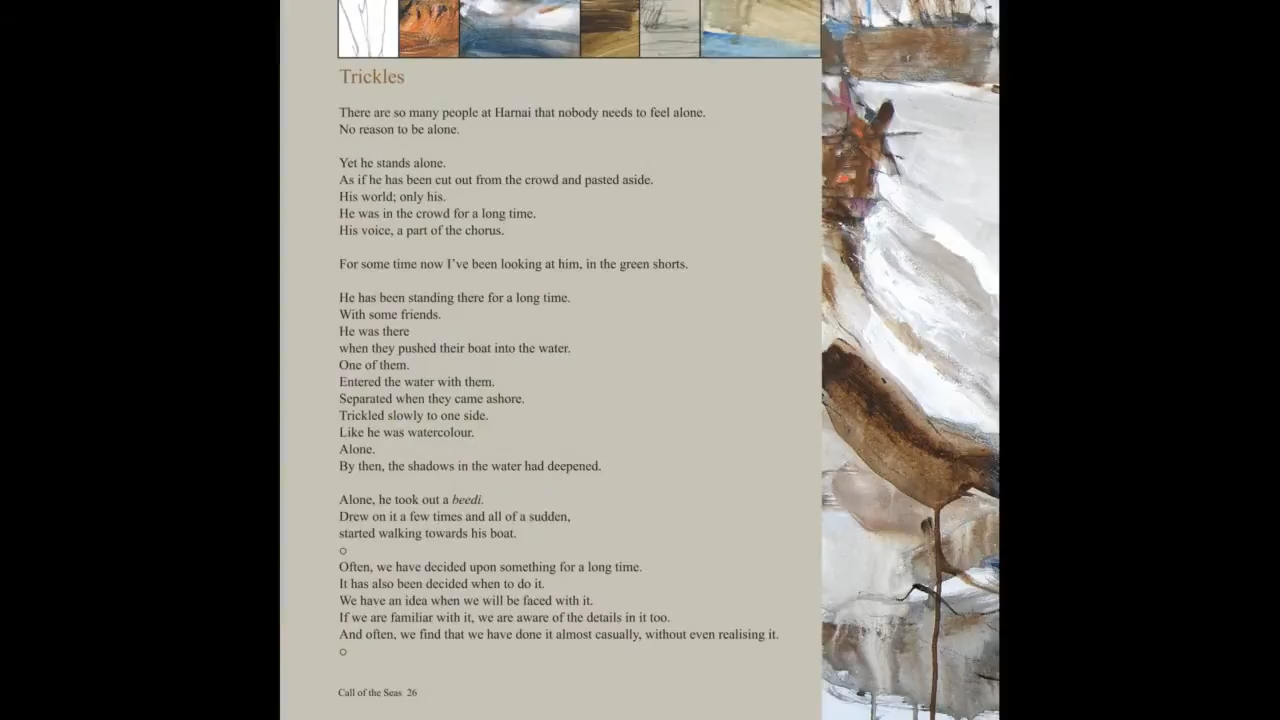 Trickles
There are so many people at Harnai that nobody needs to feel alone.
No reason to be alone.
Yet he stands alone.
As if he has been cut out from the crowd and pasted aside.
His world; only his.
He was in the crowd for a long time.
His voice, a part of the chorus.
For some time now I've been looking at him, in the green shorts.
He has been standing there for a long time.
With some friends.
He was there
when they pushed their boat into the water.
One of them.
Entered the water with them.
Separated when they came ashore.
Trickled slowly to one side.
Like he was watercolour.
Alone.
By then, the shadows in the water had deepened.
Alone, he took out a beedi.
Drew on it a few times and all of a sudden,
started walking towards his boat.
○
Often, we have decided upon something for a long time.
It has also been decided when to do it.
We have an idea when we will be faced with it.
If we are familiar with it, we are aware of the details in it too.
And often, we find that we have done it almost casually, without even realising it.
○
Call of the Seas 26